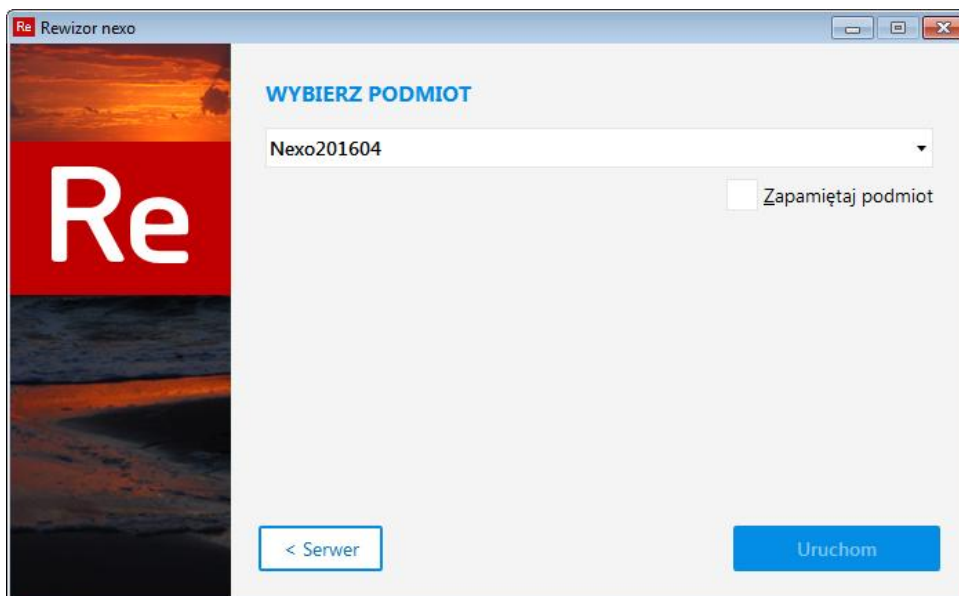 Re Rewizor nexo
WYBIERZ PODMIOT
Nexo201604
Zapamiętaj podmiot
Re
< Serwer
Uruchom